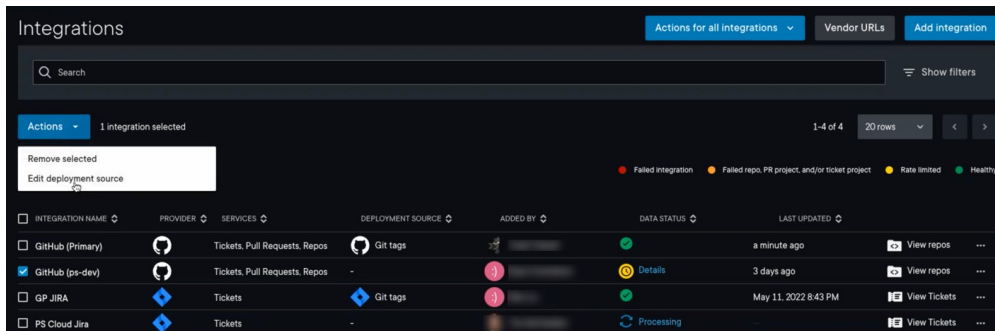 Integrations
Actions for all integrations
Vendor URLs
Add integration
Search
Show filters
Actions
1 integration selected
1-4 of 4
20 rows
Remove selected
Edit deployment source
Failed integration
Failed repo, PR project, and/or ticket project
Rate limited
Healthy
INTEGRATION NAME PROVIDER SERVICES DEPLOYMENT SOURCE ADDED BY DATA STATUS LAST UPDATED
GitHub (Primary) Tickets, Pull Requests, Repos Git tags a minute ago View repos ...
GitHub (ps-dev) Tickets, Pull Requests, Repos - :) Details 3 days ago View repos ...
GP JIRA Tickets Git tags :) May 11, 2022 8:43 PM View Tickets ...
PS Cloud Jira Tickets - Processing View Tickets ...